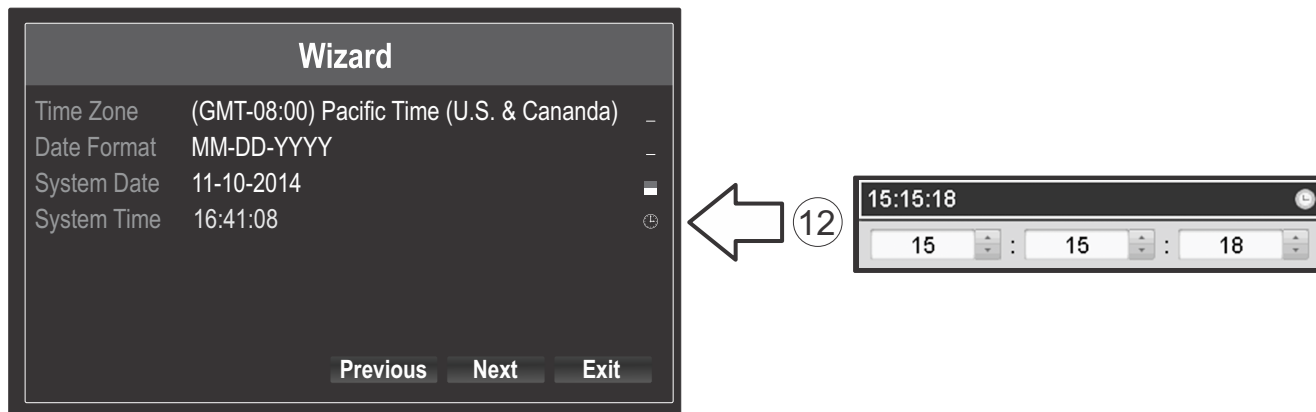 Wizard
Time Zone (GMT-08:00) Pacific Time (U.S. & Cananda)
Date Format MM-DD-YYYY
System Date 11-10-2014
System Time 16:41:08
Previous Next Exit
12
15:15:18
15 : 15 : 18